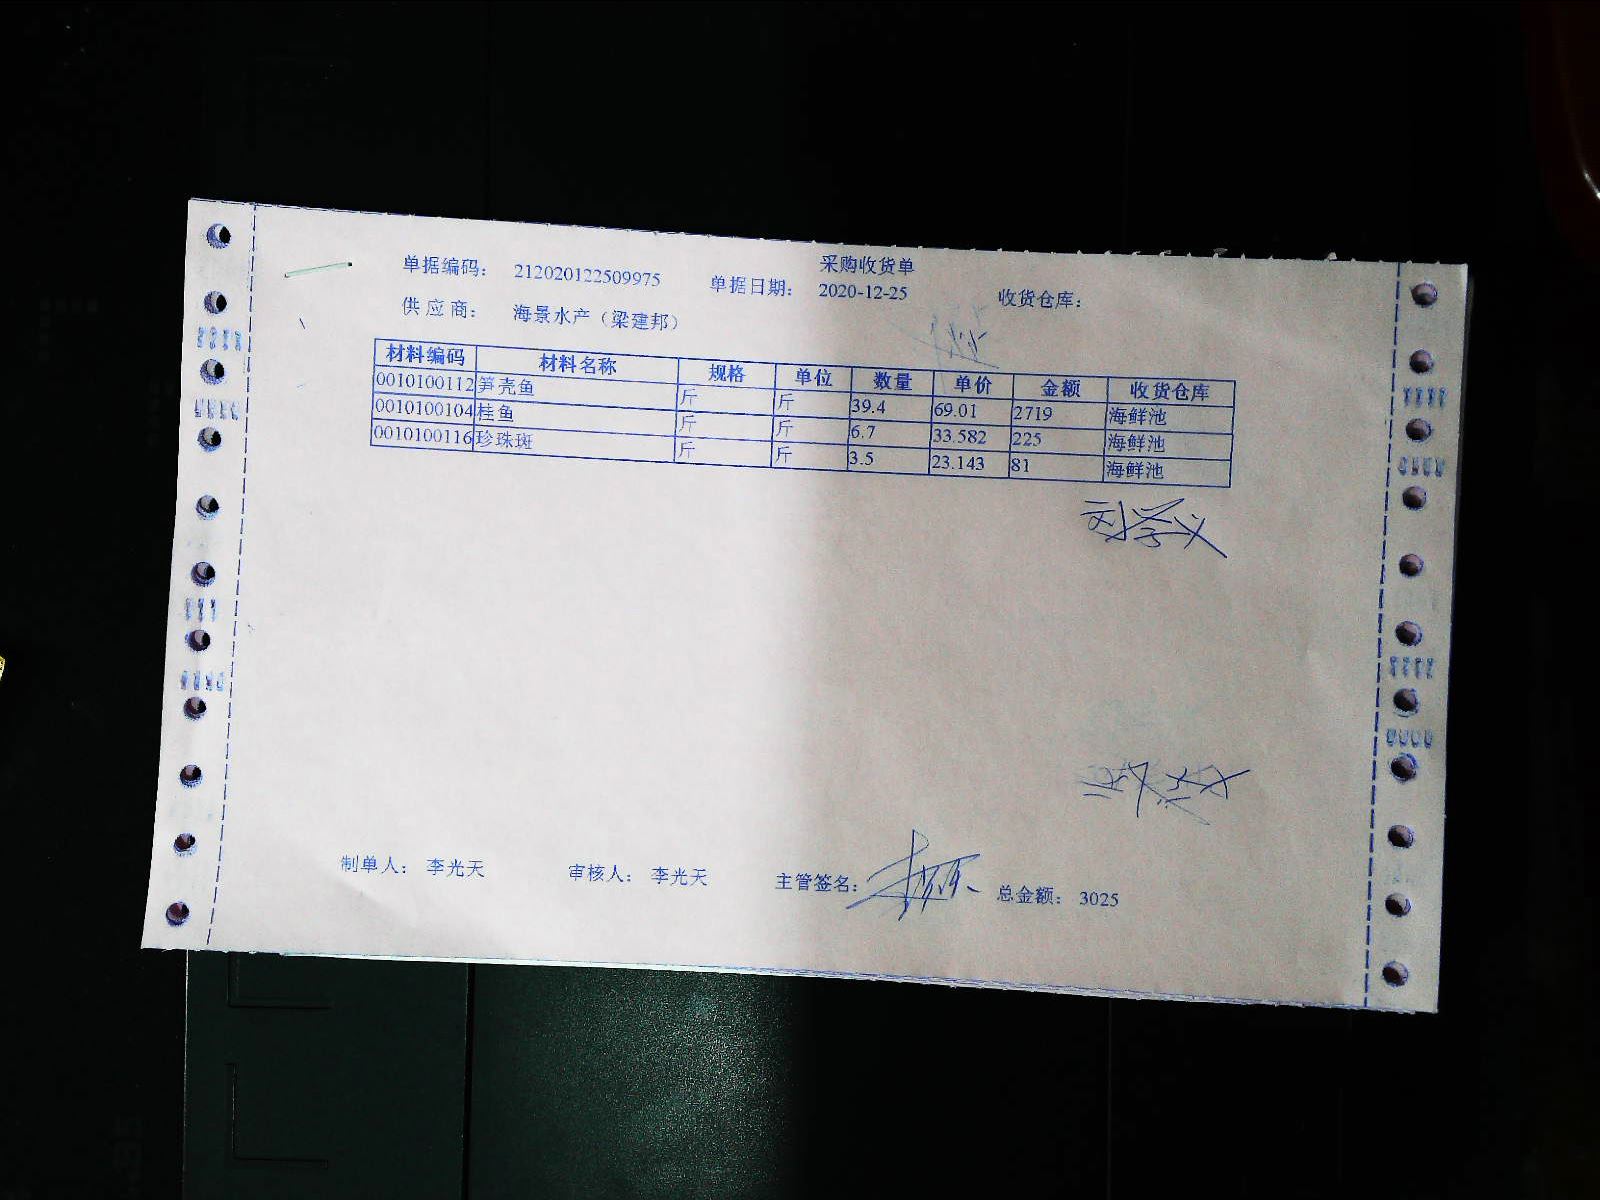 采购收货单
单据编码： 212020122509975 单据日期： 2020-12-25 收货仓库：
供应商： 海景水产（梁建邦）
材料编码 材料名称 规格 单位 数量 单价 金额 收货仓库
0010100112 笋壳鱼 斤 斤 39.4 69.01 2719 海鲜池
0010100104 桂鱼 斤 斤 6.7 33.582 225 海鲜池
0010100116 珍珠斑 斤 斤 3.5 23.143 81 海鲜池
刘学义
制单人： 李光天 审核人： 李光天 主管签名： 总金额： 3025